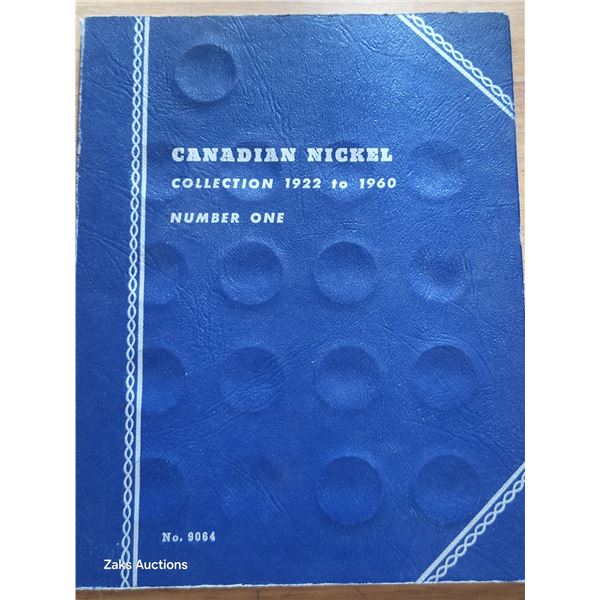 CANADIAN NICKEL
COLLECTION 1922 to 1960
NUMBER ONE
No. 9064
Zaks Auctions